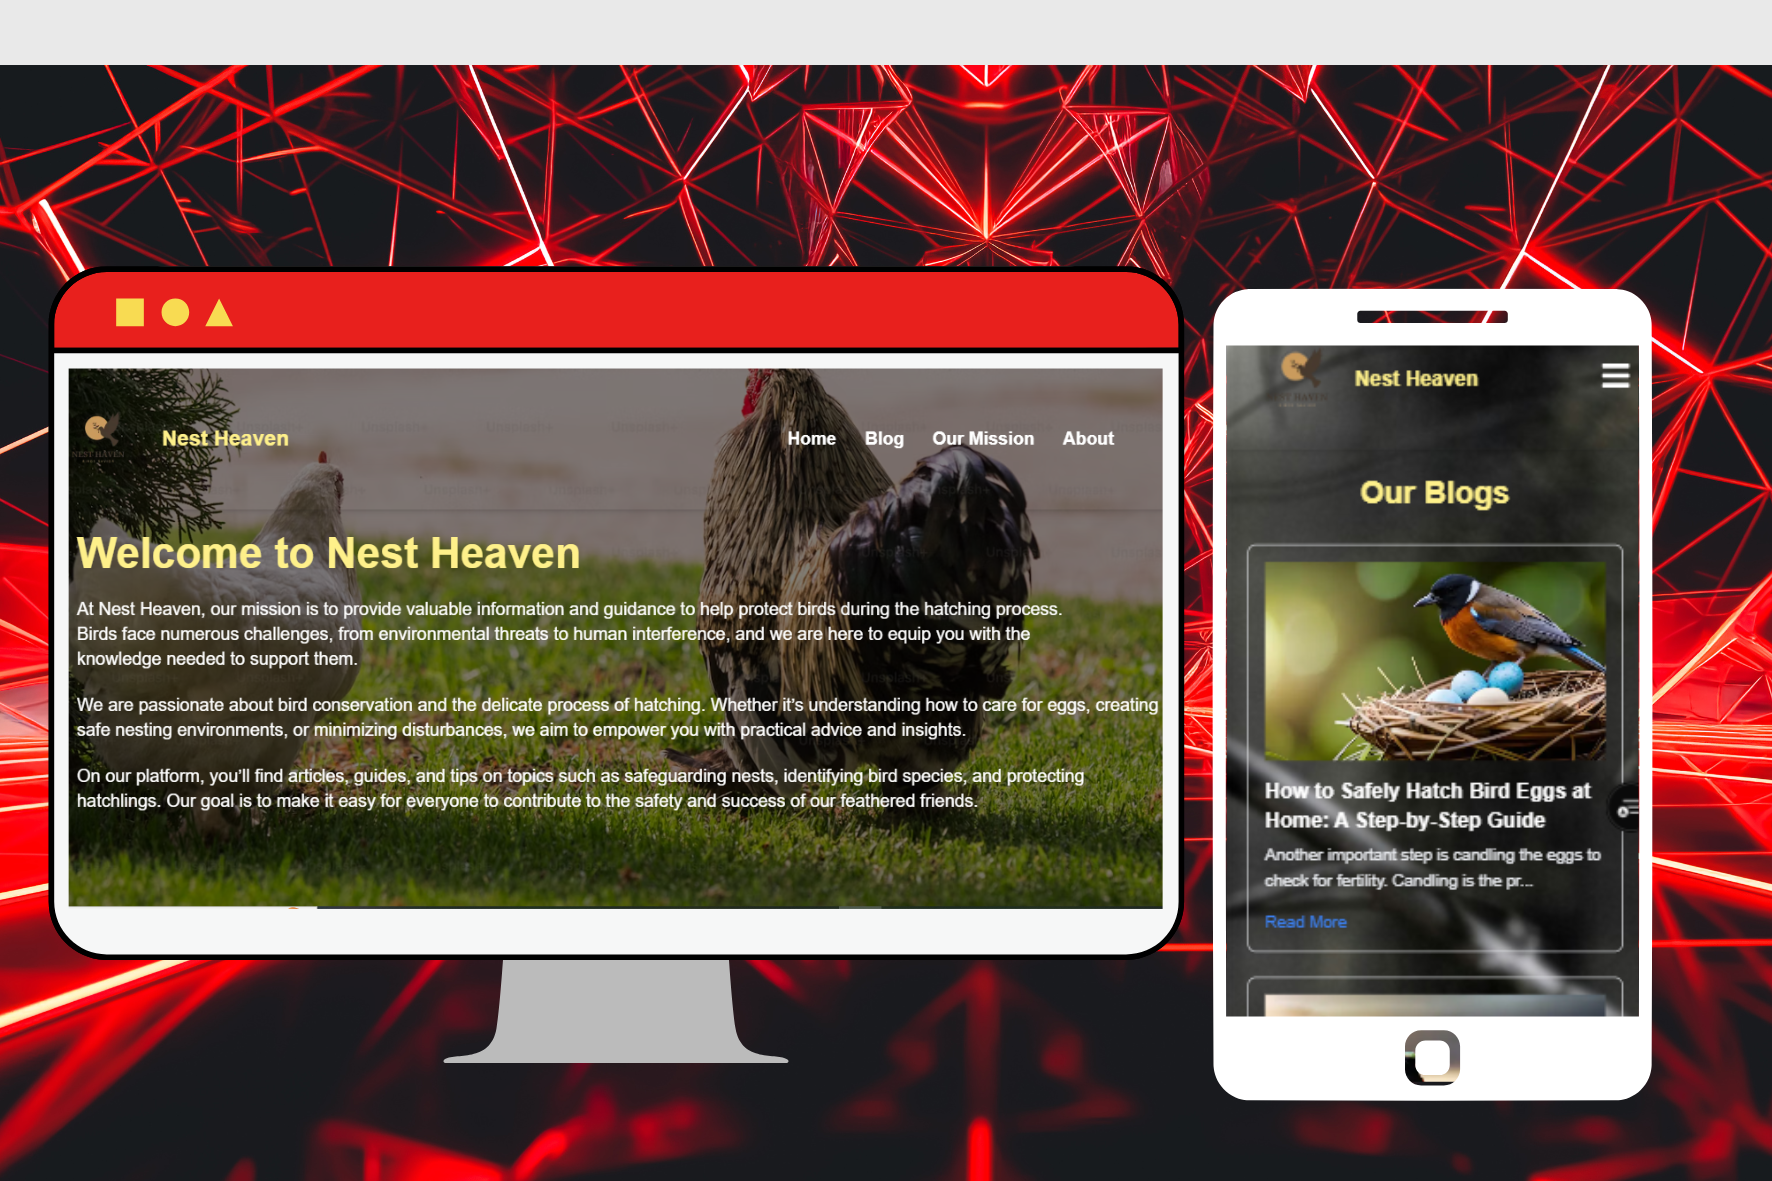 NEST HEAVEN
Nest Heaven
Home Blog Our Mission About
Welcome to Nest Heaven
At Nest Heaven, our mission is to provide valuable information and guidance to help protect birds during the hatching process.
Birds face numerous challenges, from environmental threats to human interference, and we are here to equip you with the
knowledge needed to support them.
We are passionate about bird conservation and the delicate process of hatching. Whether it's understanding how to care for eggs, creating
safe nesting environments, or minimizing disturbances, we aim to empower you with practical advice and insights.
On our platform, you'll find articles, guides, and tips on topics such as safeguarding nests, identifying bird species, and protecting
hatchlings. Our goal is to make it easy for everyone to contribute to the safety and success of our feathered friends.
Nest Heaven
Our Blogs
How to Safely Hatch Bird Eggs at
Home: A Step-by-Step Guide
Another important step is candling the eggs to
check for fertility. Candling is the pr...
Read More